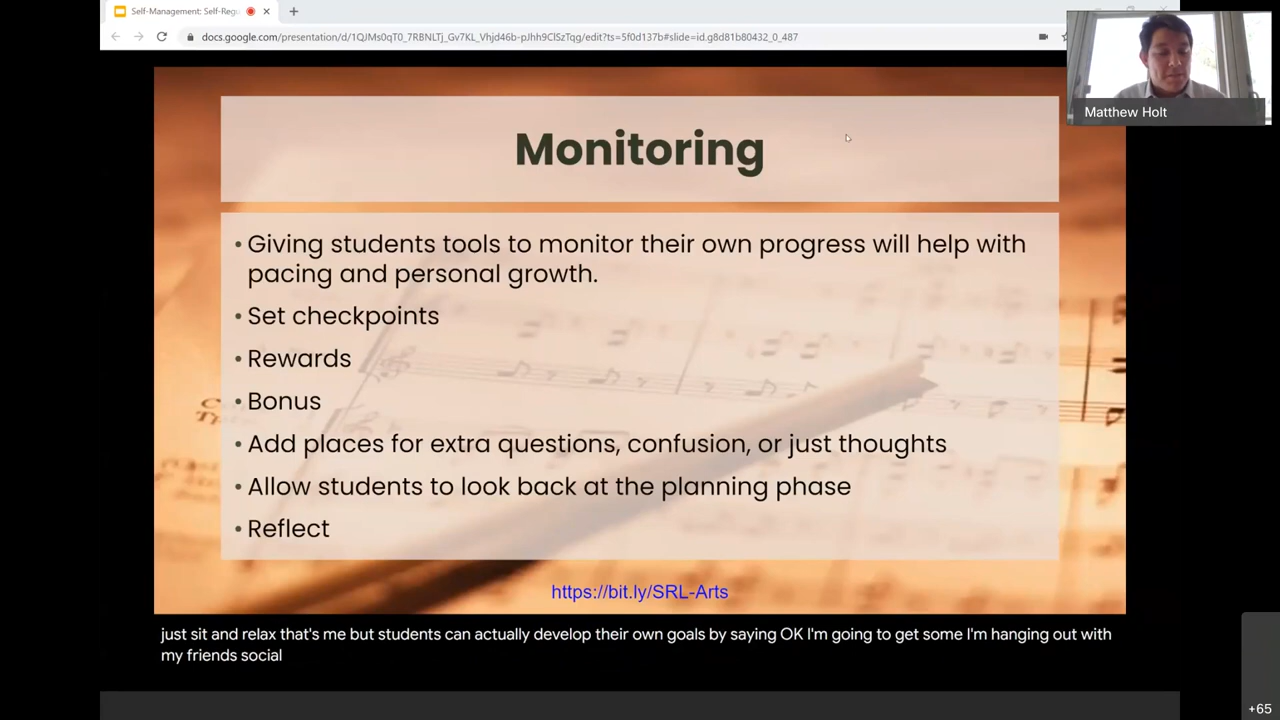 Self-Management: Self-Reg
docs.google.com/presentation/d/1QJMs0qT0_7RBNLTj_Gv7KL_Vhjd46b-pJhh9ClSzTqg/edit?ts=5f0d137b#slide=id.g8d81b80432_0_487
Matthew Holt
Monitoring
• Giving students tools to monitor their own progress will help with
pacing and personal growth.
• Set checkpoints
• Rewards
• Bonus
• Add places for extra questions, confusion, or just thoughts
• Allow students to look back at the planning phase
• Reflect
https://bit.ly/SRL-Arts
just sit and relax that's me but students can actually develop their own goals by saying OK I'm going to get some I'm hanging out with
my friends social
+65